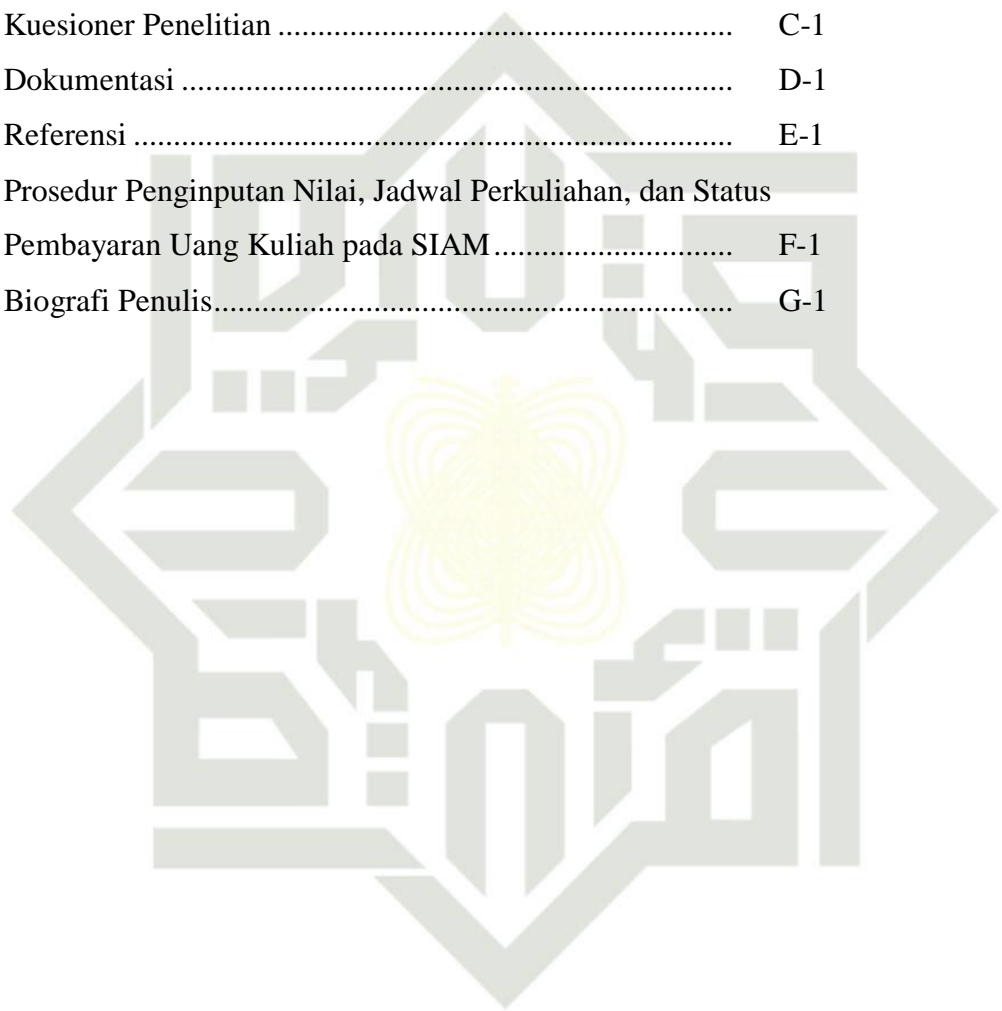 Kuesioner Penelitian ........................................................ C-1
Dokumentasi .................................................................... D-1
Referensi .......................................................................... E-1
Prosedur Penginputan Nilai, Jadwal Perkuliahan, dan Status
Pembayaran Uang Kuliah pada SIAM .............................. F-1
Biografi Penulis................................................................ G-1